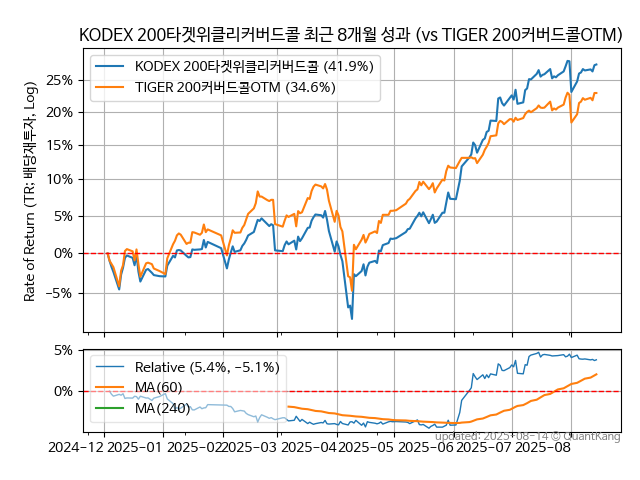 KODEX 200타겟위클리커버드콜 최근 8개월 성과 (vs TIGER 200커버드콜OTM)
Rate of Return (TR: 배당재투자, Log)
KODEX 200타겟위클리커버드콜 (41.9%)
TIGER 200커버드콜OTM (34.6%)
25%
20%
15%
10%
5%
0%
−5%
5%
0%
Relative (5.4%, −5.1%)
MA(60)
MA(240)
2024−12 2025−01 2025−02 2025−03 2025−04 2025−05 2025−06 2025−07 2025−08
updated: 2025-08-14 © QuantKang